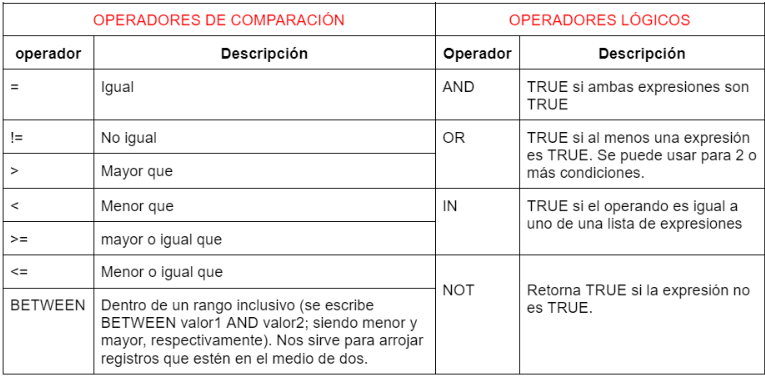 OPERADORES DE COMPARACIÓN
operador
Descripción
=
Igual
!=
No igual
>
Mayor que
<
Menor que
>=
mayor o igual que
<=
Menor o igual que
BETWEEN
Dentro de un rango inclusivo (se escribe
BETWEEN valor1 AND valor2; siendo menor y
mayor, respectivamente). Nos sirve para arrojar
registros que estén en el medio de dos.
OPERADORES LÓGICOS
Operador
Descripción
AND
TRUE si ambas expresiones son
TRUE
OR
TRUE si al menos una expresión
es TRUE. Se puede usar para 2 o
más condiciones.
IN
TRUE si el operando es igual a
uno de una lista de expresiones
NOT
Retorna TRUE si la expresión no
es TRUE.